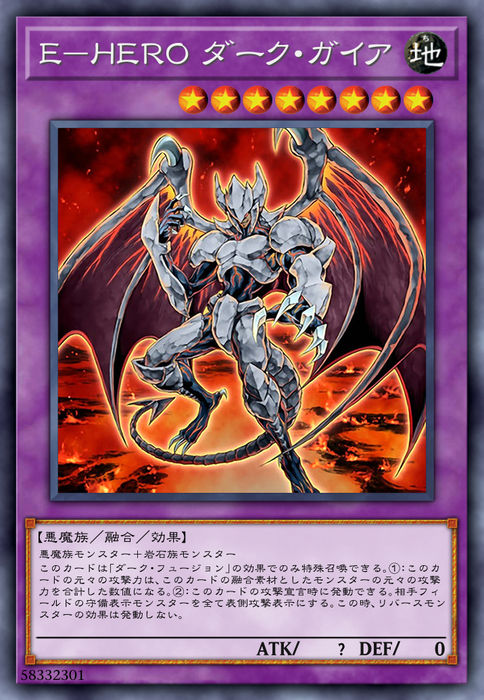 E－HERO ダーク・ガイア
ち
地
【悪魔族／融合／効果】
悪魔族モンスター＋岩石族モンスター
このカードは「ダーク・フュージョン」の効果でのみ特殊召喚できる。①：このカ
ードの元々の攻撃力は、このカードの融合素材としたモンスターの元々の攻撃
力を合計した数値になる。②：このカードの攻撃宣言時に発動できる。相手フィ
ールドの守備表示モンスターを全て表側攻撃表示にする。この時、リバースモン
スターの効果は発動しない。
ATK/ ? DEF/ 0
58332301